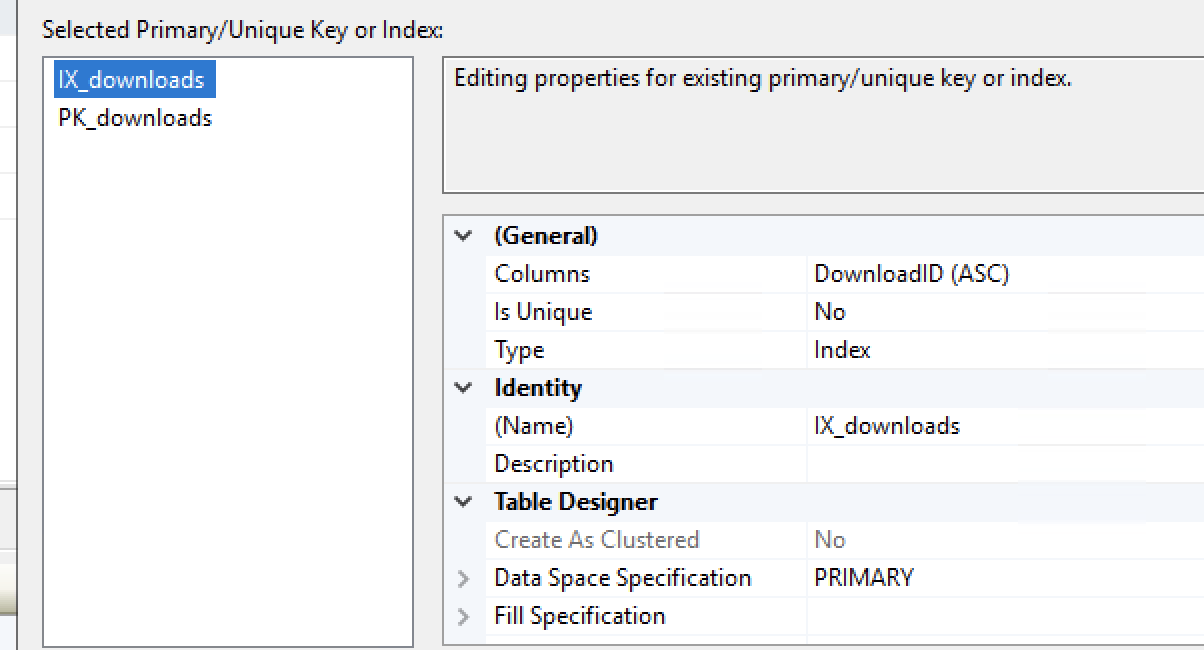 Selected Primary/Unique Key or Index:
IX_downloads
PK_downloads
Editing properties for existing primary/unique key or index.
(General)
Columns DownloadID (ASC)
Is Unique No
Type Index
Identity
(Name) IX_downloads
Description
Table Designer
Create As Clustered No
Data Space Specification PRIMARY
Fill Specification